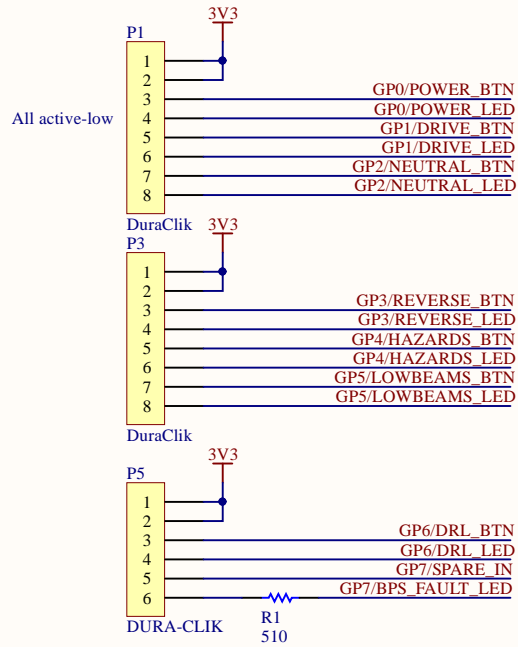 3V3
P1
1
2
3 GP0/POWER_BTN
4 GP0/POWER_LED
All active-low
5 GP1/DRIVE_BTN
6 GP1/DRIVE_LED
7 GP2/NEUTRAL_BTN
8 GP2/NEUTRAL_LED
DuraClik
3V3
P3
1
2
3 GP3/REVERSE_BTN
4 GP3/REVERSE_LED
5 GP4/HAZARDS_BTN
6 GP4/HAZARDS_LED
7 GP5/LOWBEAMS_BTN
8 GP5/LOWBEAMS_LED
DuraClik
3V3
P5
1
2
3 GP6/DRL_BTN
4 GP6/DRL_LED
5 GP7/SPARE_IN
6 GP7/BPS_FAULT_LED
DURA-CLIK
R1
510